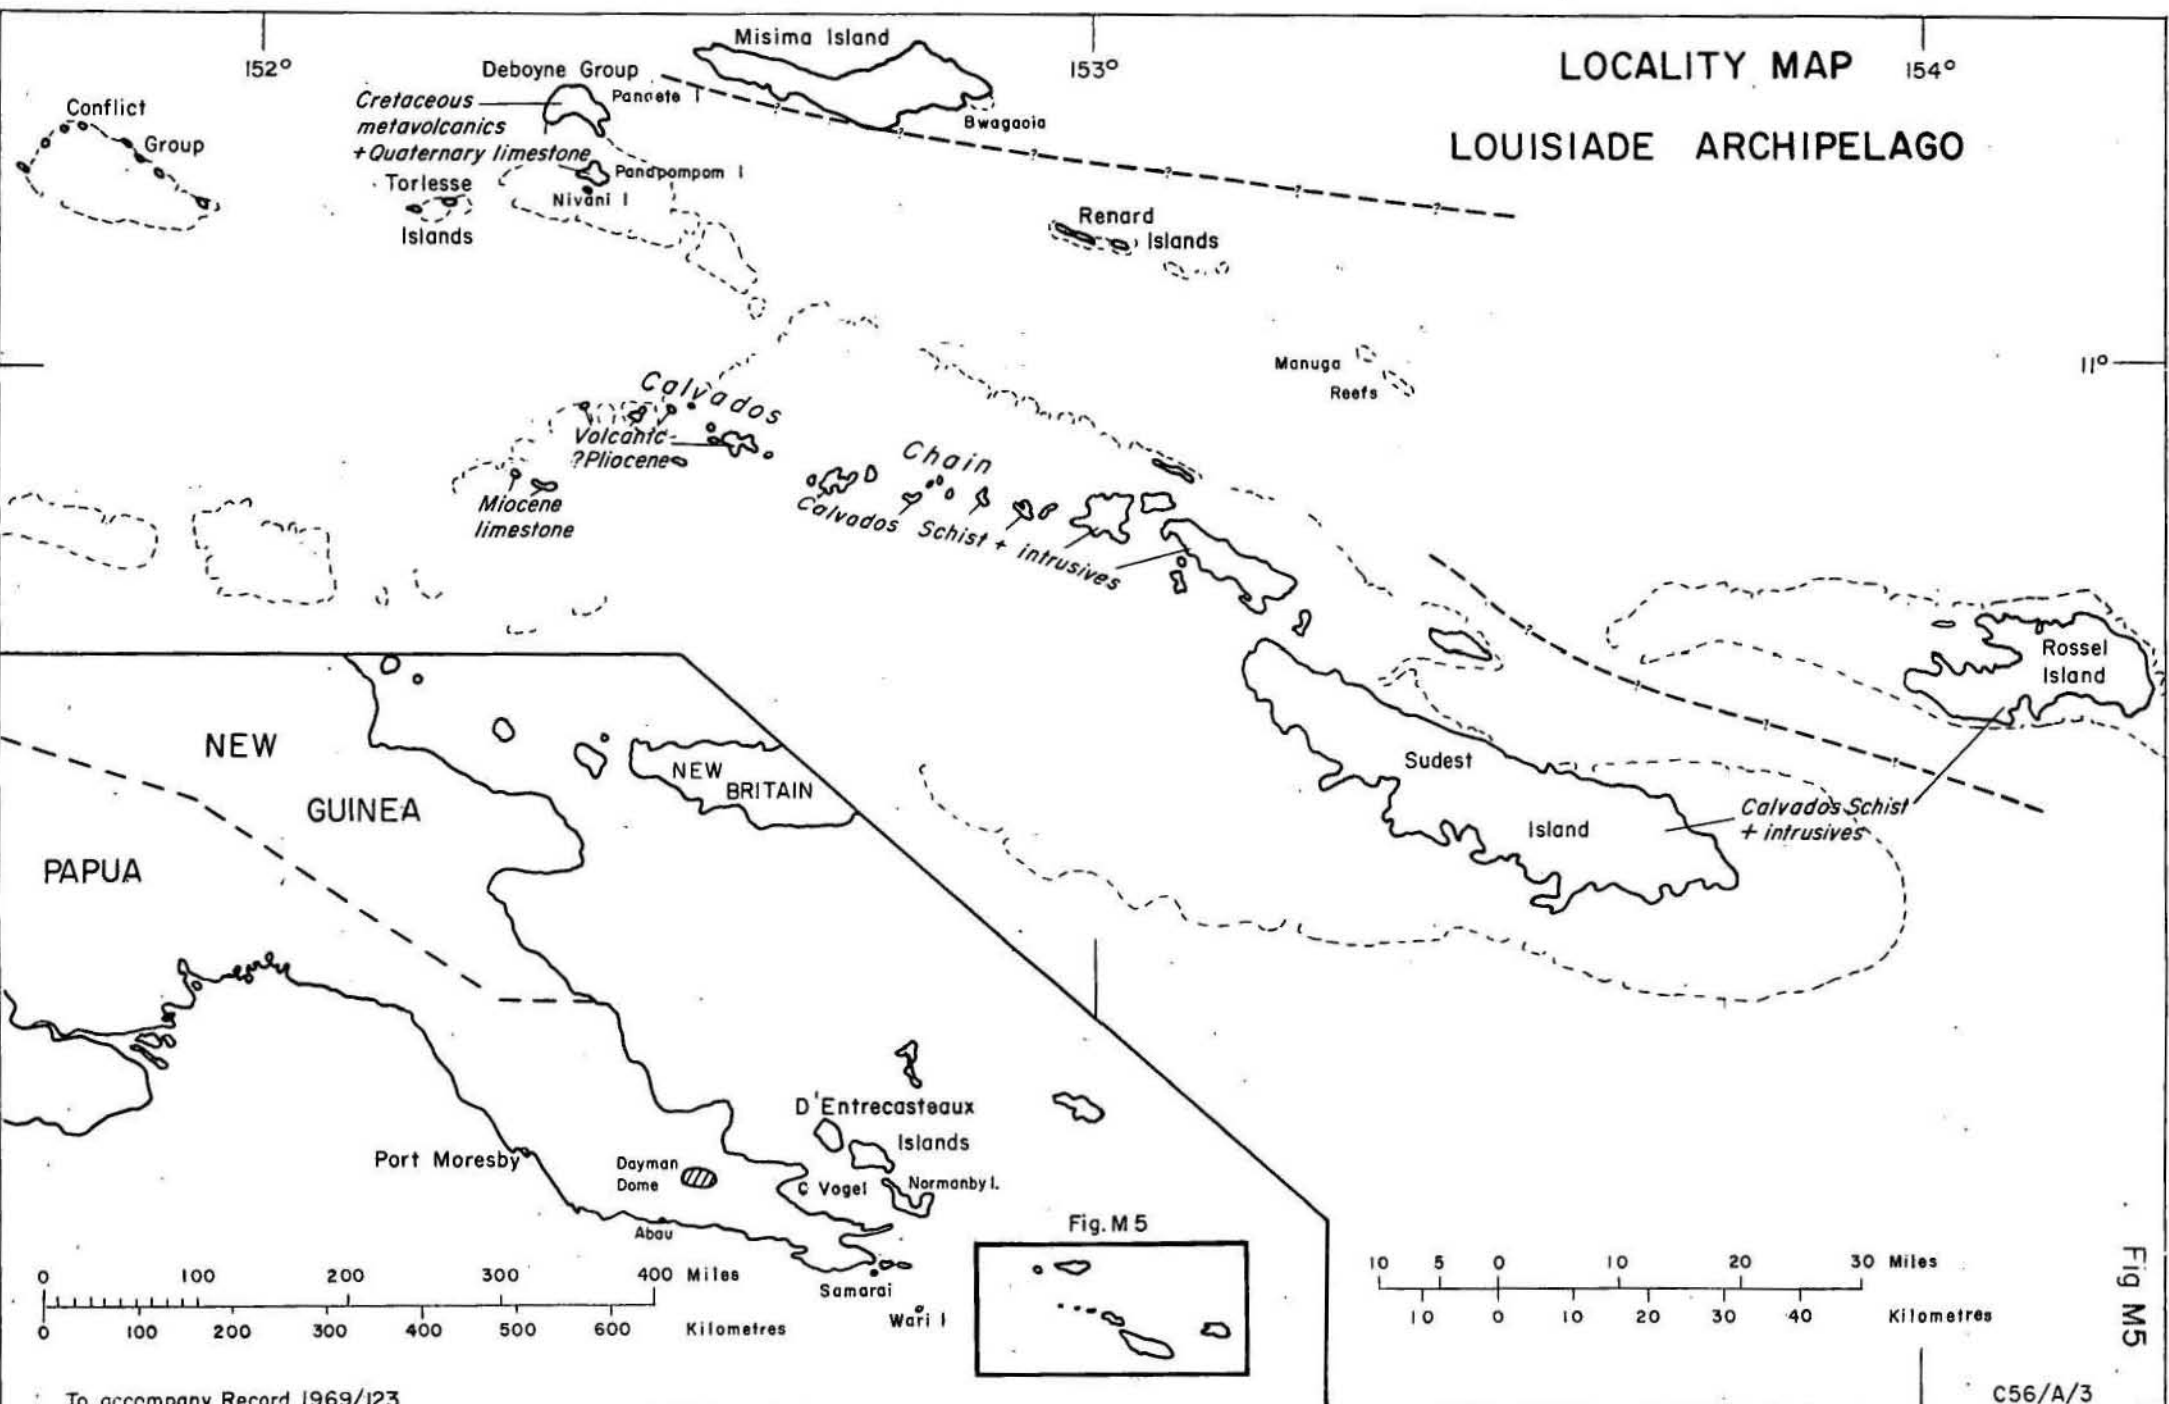 LOCALITY MAP
LOUISIADE ARCHIPELAGO
152°
153°
154°
11°
Misima Island
Deboyne Group
Panaete I
Bwagaoia
Conflict
Group
Cretaceous
metavolcanics
+Quaternary limestone
Panapompom I
Nivani I
Torlesse
Islands
Renard
Islands
Manuga
Reefs
Calvados
Chain
Volcanic
?Pliocene
Miocene
limestone
Calvados Schist + intrusives
Rossel
Island
Sudest
Island
Calvados Schist
+ intrusives
? ? ? ? ? ?
? ? ? ?
NEW
GUINEA
PAPUA
NEW
BRITAIN
D'Entrecasteaux
Islands
Port Moresby
Dayman
Dome
C Vogel
Normanby I.
Abau
Samarai
Wari I
Fig. M 5
0 100 200 300 400 Miles
0 100 200 300 400 500 600 Kilometres
10 5 0 10 20 30 Miles
10 0 10 20 30 40 Kilometres
Fig M5
To accompany Record 1969/123
C56/A/3